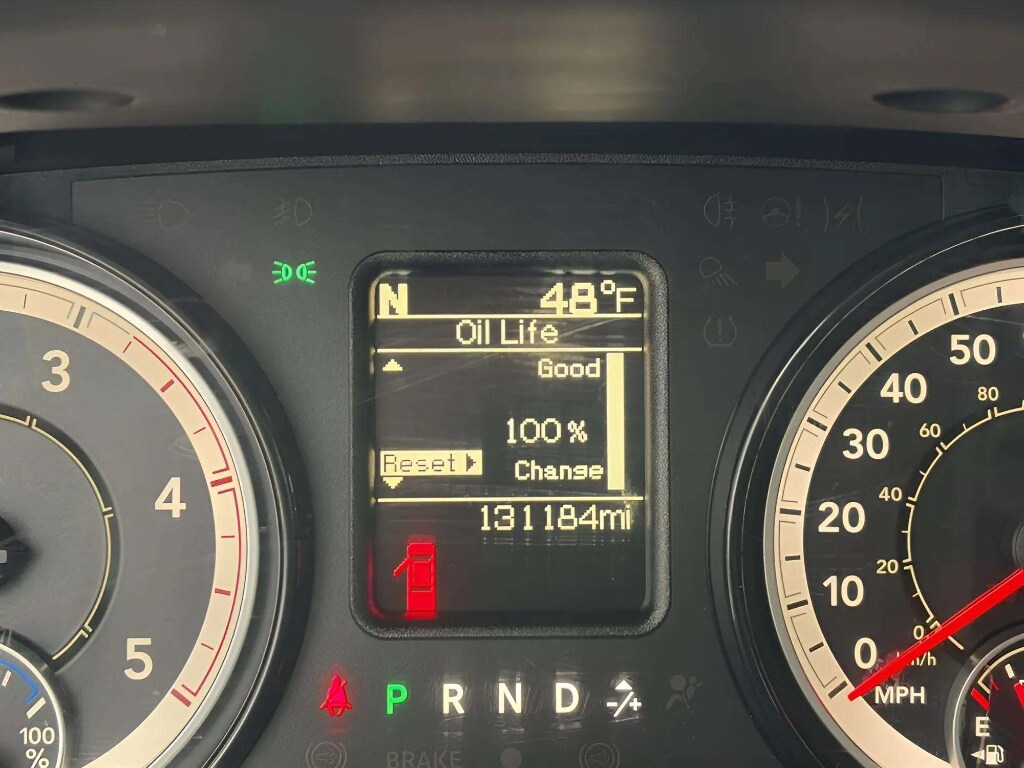 N 48°F
Oil Life
Good
100%
Reset
Change
131184mi
3
4
5
100
%
50
40
30
20
10
0
MPH
80
60
40
20
0
km/h
P R N D -/+
E
BRAKE